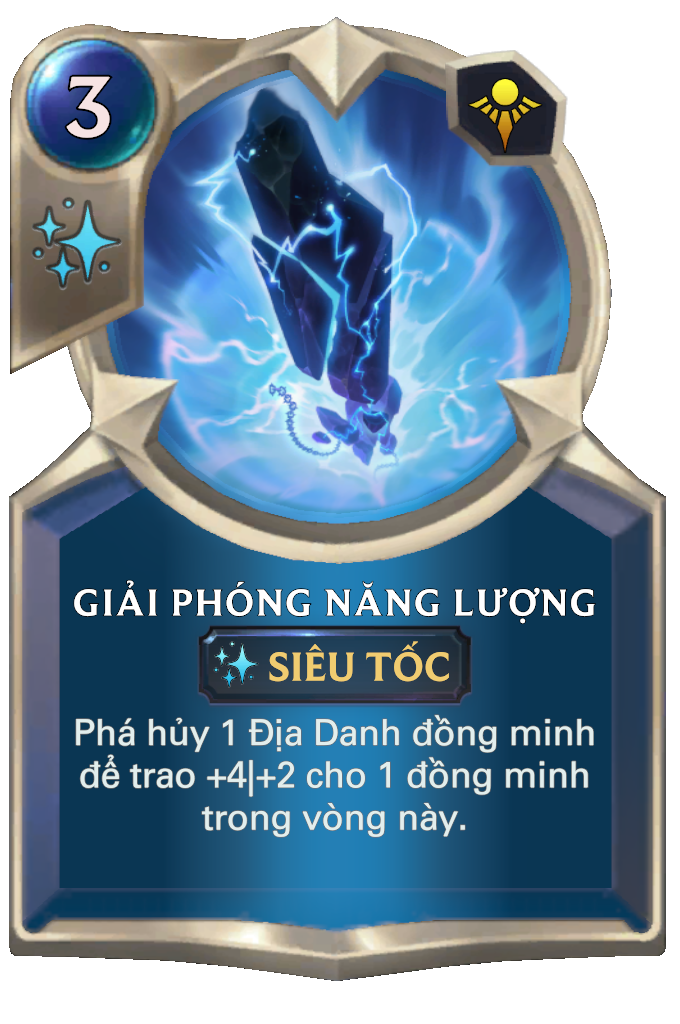 3
GIẢI PHÓNG NĂNG LƯỢNG
SIÊU TỐC
Phá hủy 1 Địa Danh đồng minh
để trao +4|+2 cho 1 đồng minh
trong vòng này.